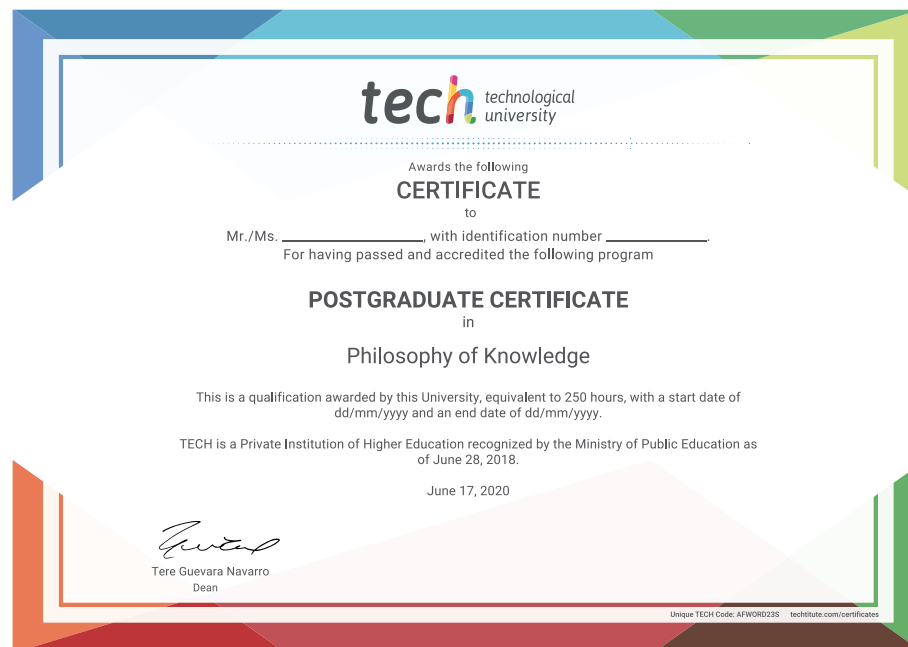 tech technological
university
Awards the following
CERTIFICATE
to
Mr./Ms. ____________________, with identification number ______________.
For having passed and accredited the following program
POSTGRADUATE CERTIFICATE
in
Philosophy of Knowledge
This is a qualification awarded by this University, equivalent to 250 hours, with a start date of
dd/mm/yyyy and an end date of dd/mm/yyyy.
TECH is a Private Institution of Higher Education recognized by the Ministry of Public Education as
of June 28, 2018.
June 17, 2020
Tere Guevara Navarro
Dean
Unique TECH Code: AFWORD23S techtitute.com/certificates